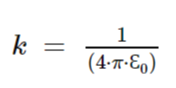 k = 1/(4·π·ε₀)